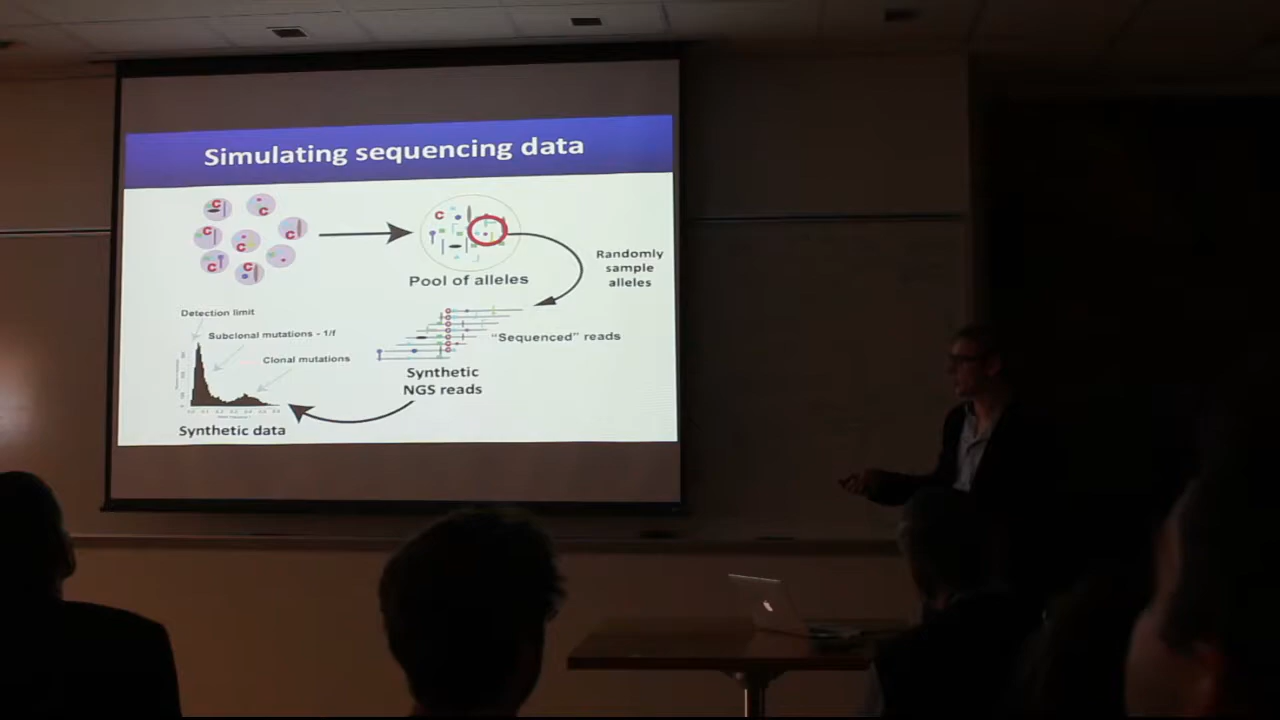 Simulating sequencing data
C
C
C
C
C
C
C
C
Pool of alleles
Randomly
sample
alleles
Detection limit
Subclonal mutations - 1/f
Clonal mutations
"Sequenced" reads
Synthetic
NGS reads
Synthetic data